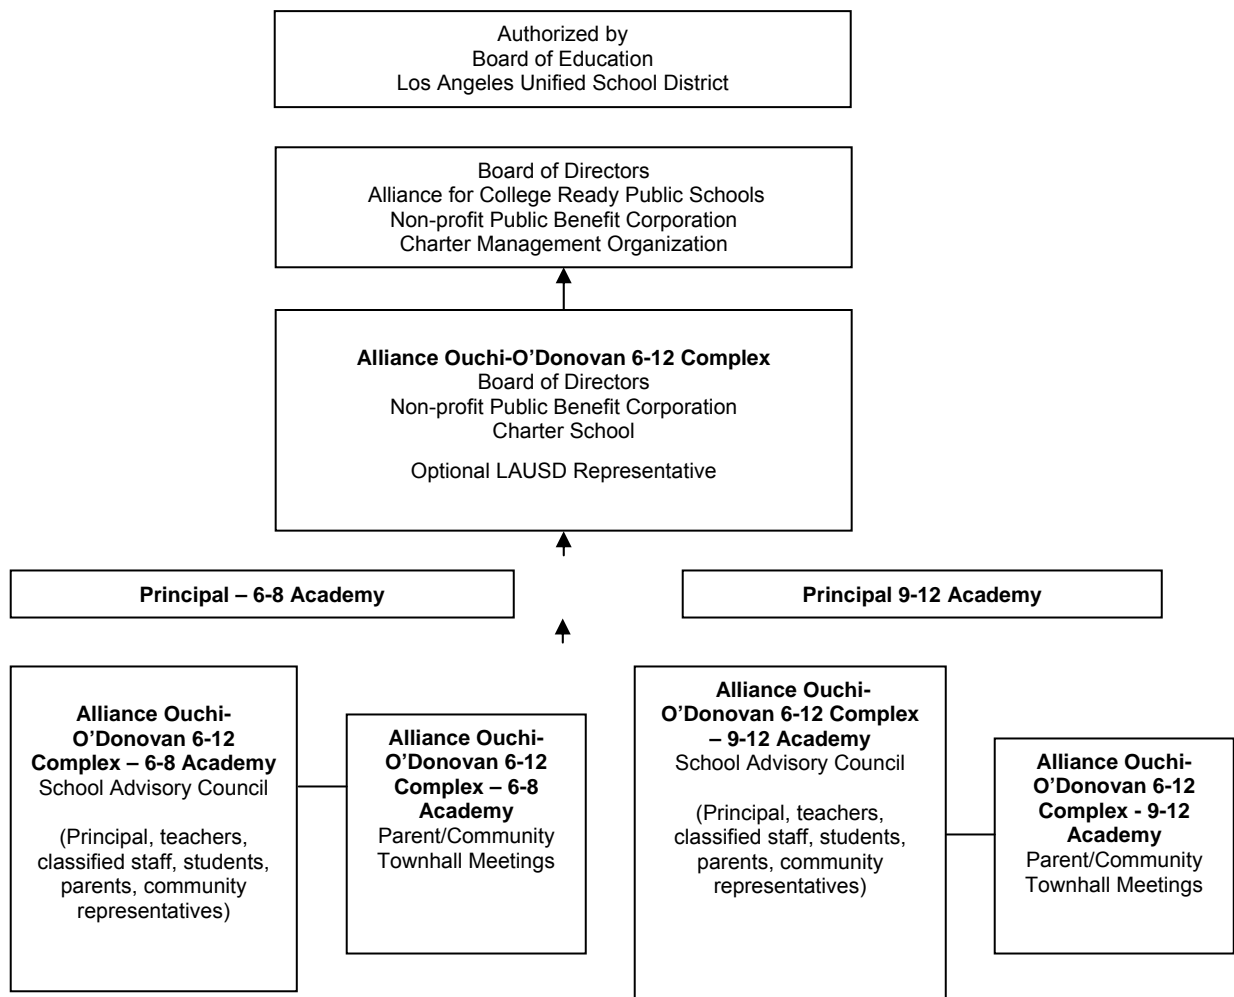 Authorized by
Board of Education
Los Angeles Unified School District
Board of Directors
Alliance for College Ready Public Schools
Non-profit Public Benefit Corporation
Charter Management Organization
Alliance Ouchi-O’Donovan 6-12 Complex
Board of Directors
Non-profit Public Benefit Corporation
Charter School
Optional LAUSD Representative
Principal – 6-8 Academy
Principal 9-12 Academy
Alliance Ouchi-
O’Donovan 6-12
Complex – 6-8 Academy
School Advisory Council
(Principal, teachers,
classified staff, students,
parents, community
representatives)
Alliance Ouchi-
O’Donovan 6-12
Complex – 6-8
Academy
Parent/Community
Townhall Meetings
Alliance Ouchi-
O’Donovan 6-12 Complex
– 9-12 Academy
School Advisory Council
(Principal, teachers,
classified staff, students,
parents, community
representatives)
Alliance Ouchi-
O’Donovan 6-12
Complex - 9-12
Academy
Parent/Community
Townhall Meetings